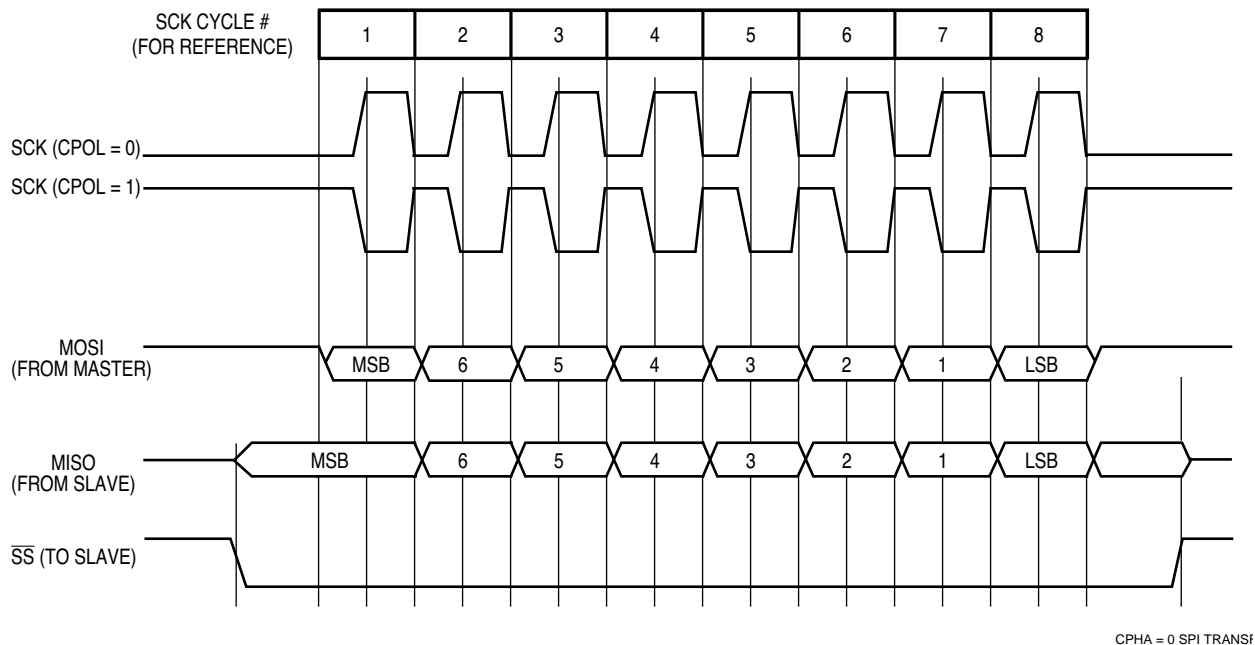 SCK CYCLE #
(FOR REFERENCE)
1 2 3 4 5 6 7 8
SCK (CPOL = 0)
SCK (CPOL = 1)
MOSI
(FROM MASTER)
MSB 6 5 4 3 2 1 LSB
MISO
(FROM SLAVE)
MSB 6 5 4 3 2 1 LSB
SS (TO SLAVE)
CPHA = 0 SPI TRANSF